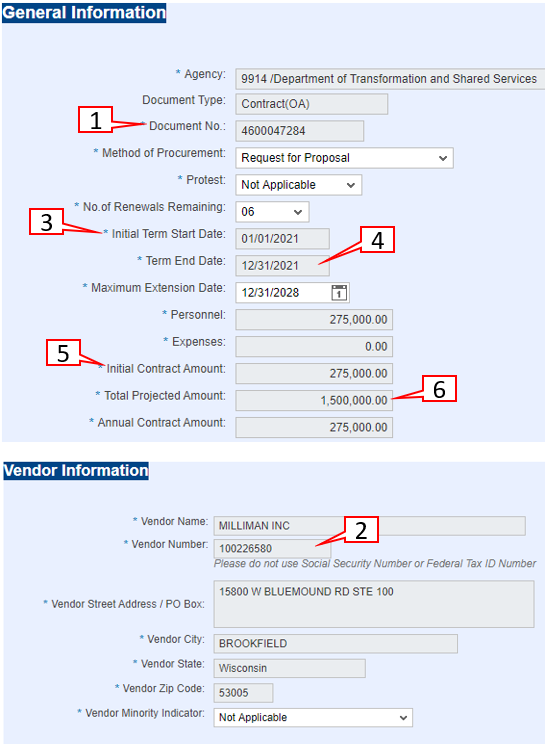 General Information
* Agency: 9914 /Department of Transformation and Shared Services
Document Type: Contract(OA)
1
* Document No.: 4600047284
* Method of Procurement: Request for Proposal
* Protest: Not Applicable
* No.of Renewals Remaining: 06
3
* Initial Term Start Date: 01/01/2021
4
* Term End Date: 12/31/2021
* Maximum Extension Date: 12/31/2028 1
* Personnel: 275,000.00
* Expenses: 0.00
5
* Initial Contract Amount: 275,000.00
6
* Total Projected Amount: 1,500,000.00
* Annual Contract Amount: 275,000.00
Vendor Information
* Vendor Name: MILLIMAN INC
2
* Vendor Number: 100226580
Please do not use Social Security Number or Federal Tax ID Number
* Vendor Street Address / PO Box: 15800 W BLUEMOUND RD STE 100
* Vendor City: BROOKFIELD
* Vendor State: Wisconsin
* Vendor Zip Code: 53005
* Vendor Minority Indicator: Not Applicable